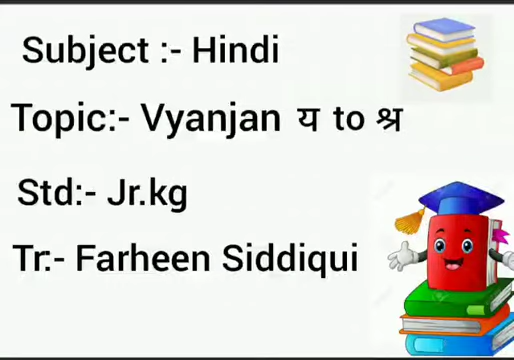 Subject :- Hindi
Topic:- Vyanjan य to श्र
Std:- Jr.kg
Tr:- Farheen Siddiqui